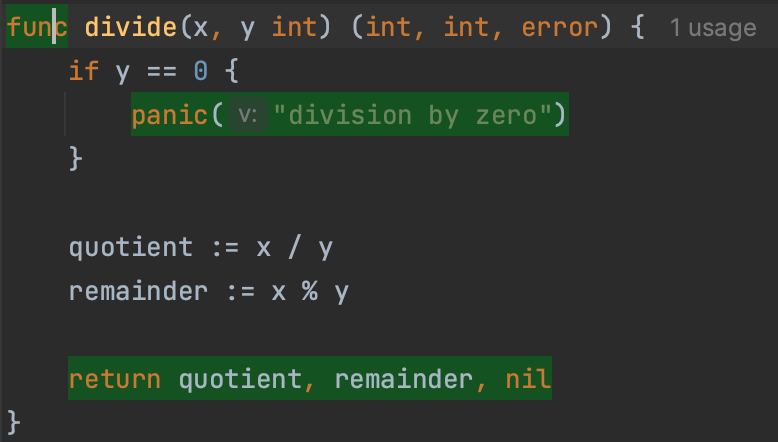 func divide(x, y int) (int, int, error) { 1 usage
if y == 0 {
panic( v: "division by zero")
}
quotient := x / y
remainder := x % y
return quotient, remainder, nil
}